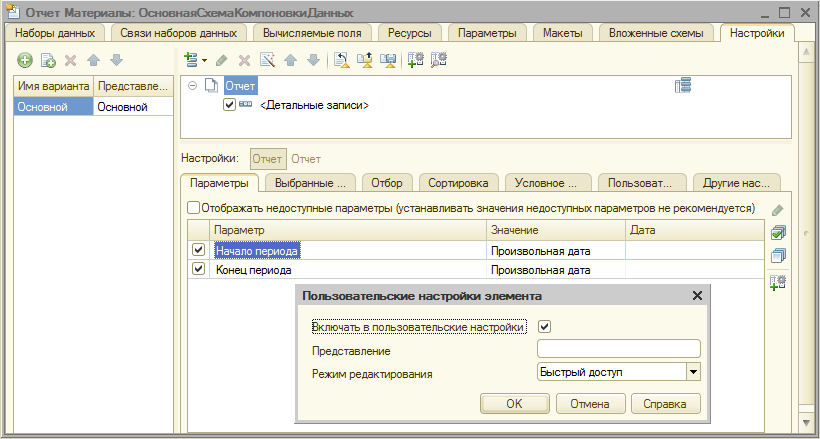 Отчет Материалы: ОсновнаяСхемаКомпоновкиДанных
Наборы данных Связи наборов данных Вычисляемые поля Ресурсы Параметры Макеты Вложенные схемы Настройки
Имя варианта Представле...
Основной Основной
Отчет
<Детальные записи>
Настройки: Отчет Отчет
Параметры Выбранные ... Отбор Сортировка Условное ... Пользоват... Другие нас...
Отображать недоступные параметры (устанавливать значения недоступных параметров не рекомендуется)
Параметр Значение Дата
Начало периода Произвольная дата
Конец периода Произвольная дата
Пользовательские настройки элемента
Включать в пользовательские настройки
Представление
Режим редактирования Быстрый доступ
OK Отмена Справка